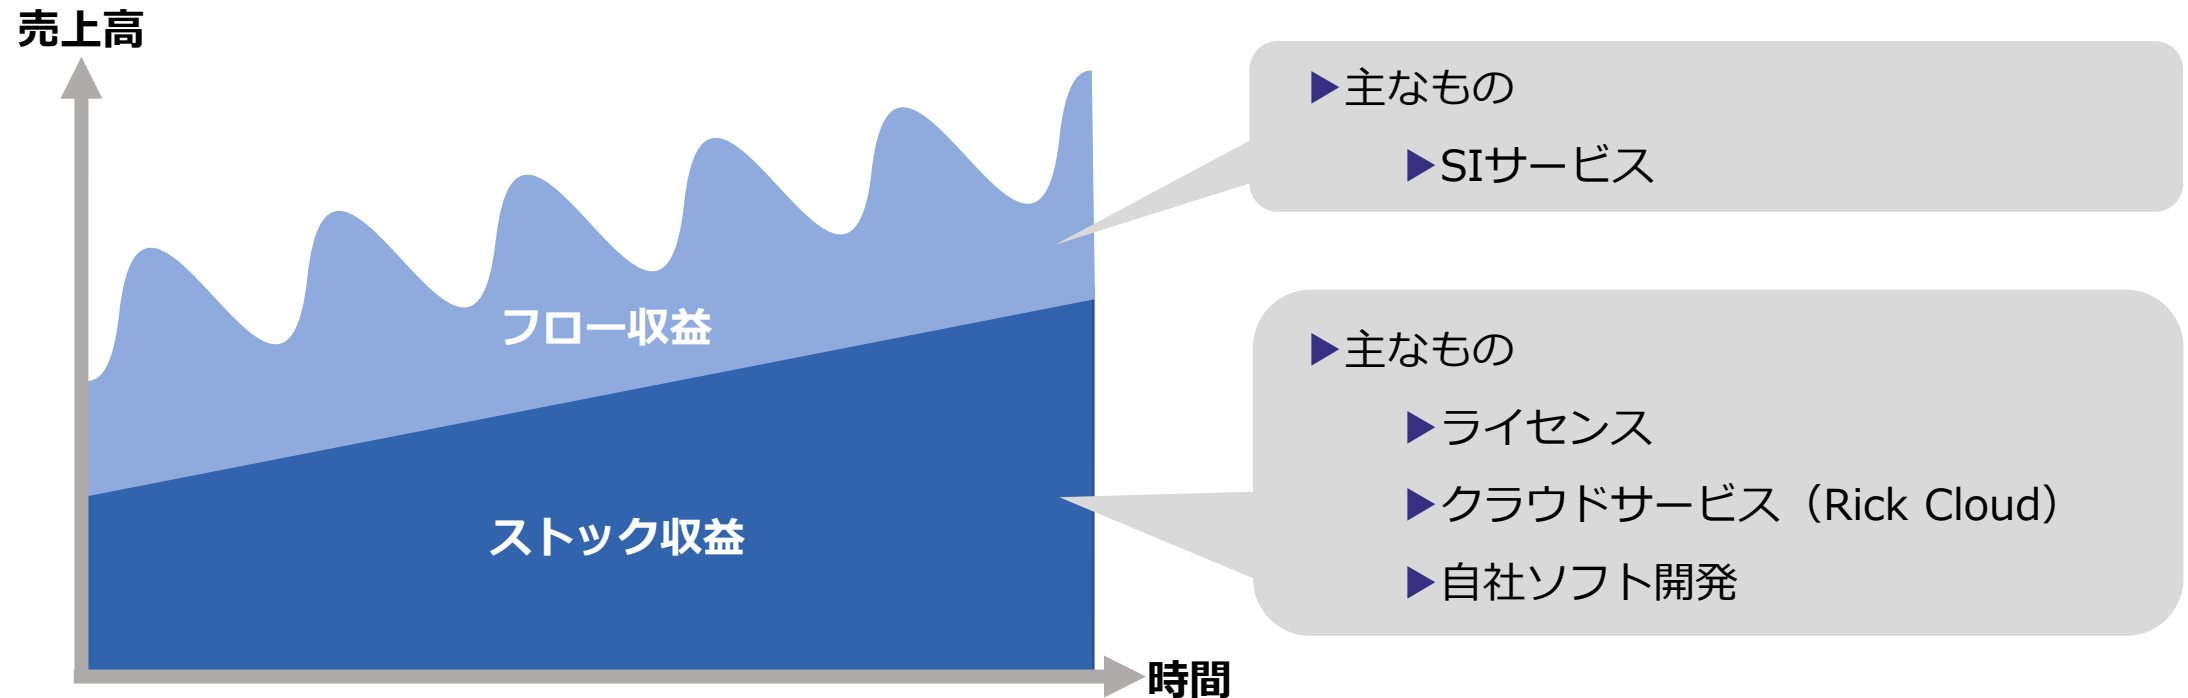 売上高
▶主なもの
▶SIサービス
フロー収益
▶主なもの
▶ライセンス
▶クラウドサービス（Rick Cloud）
ストック収益
▶自社ソフト開発
時間